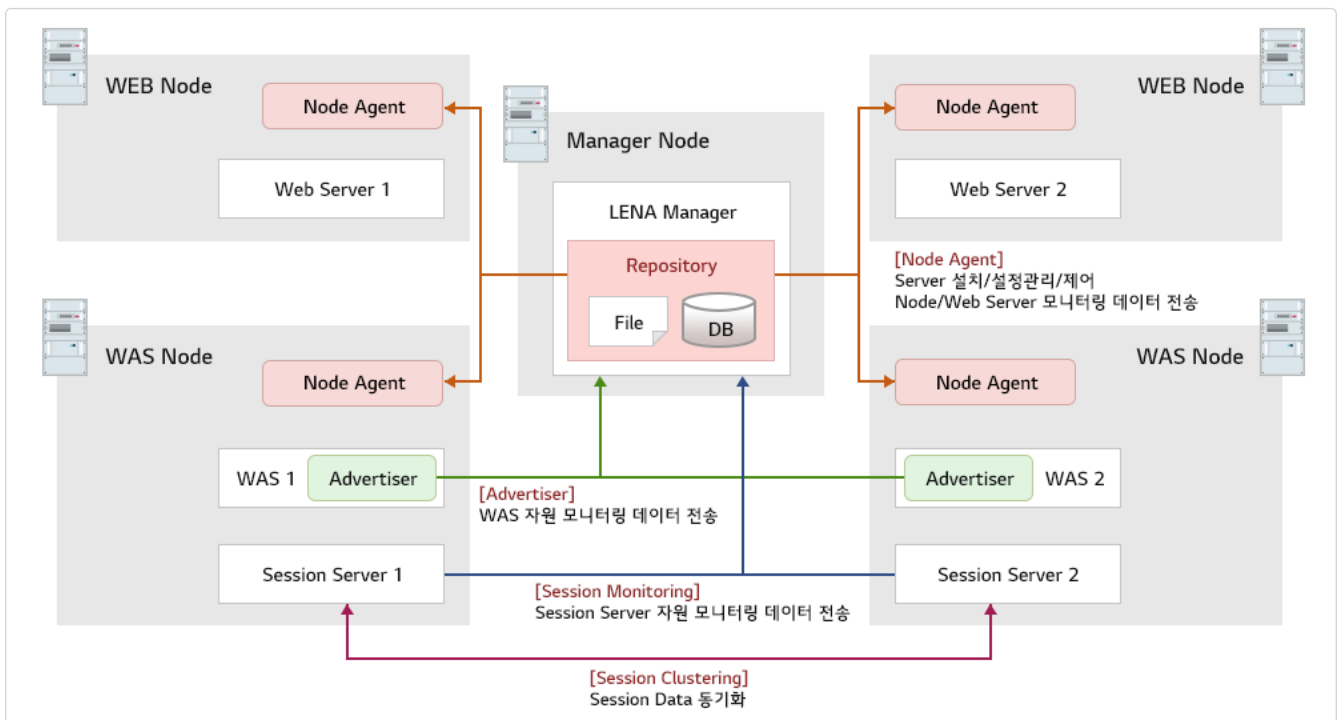 WEB Node
Node Agent
Web Server 1
Manager Node
LENA Manager
Repository
File
DB
WEB Node
Node Agent
Web Server 2
[Node Agent]
Server 설치/설정관리/제어
Node/Web Server 모니터링 데이터 전송
WAS Node
Node Agent
WAS 1
Advertiser
Session Server 1
WAS Node
Node Agent
Advertiser
WAS 2
Session Server 2
[Advertiser]
WAS 자원 모니터링 데이터 전송
[Session Monitoring]
Session Server 자원 모니터링 데이터 전송
[Session Clustering]
Session Data 동기화